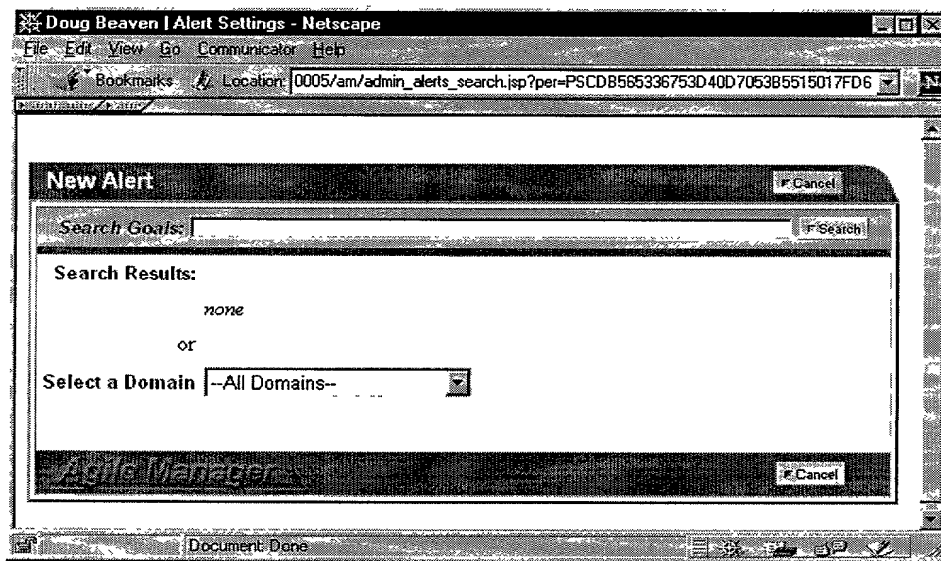 Doug Beaven | Alert Settings - Netscape
File Edit View Go Communicator Help
Bookmarks Location: 0005/am/admin_alerts_search.jsp?per=PSCDB565336753D40D7053B5515017FD6
New Alert Cancel
Search Goals: Search
Search Results:
none
or
Select a Domain --All Domains--
Agile Manager Cancel
Document: Done